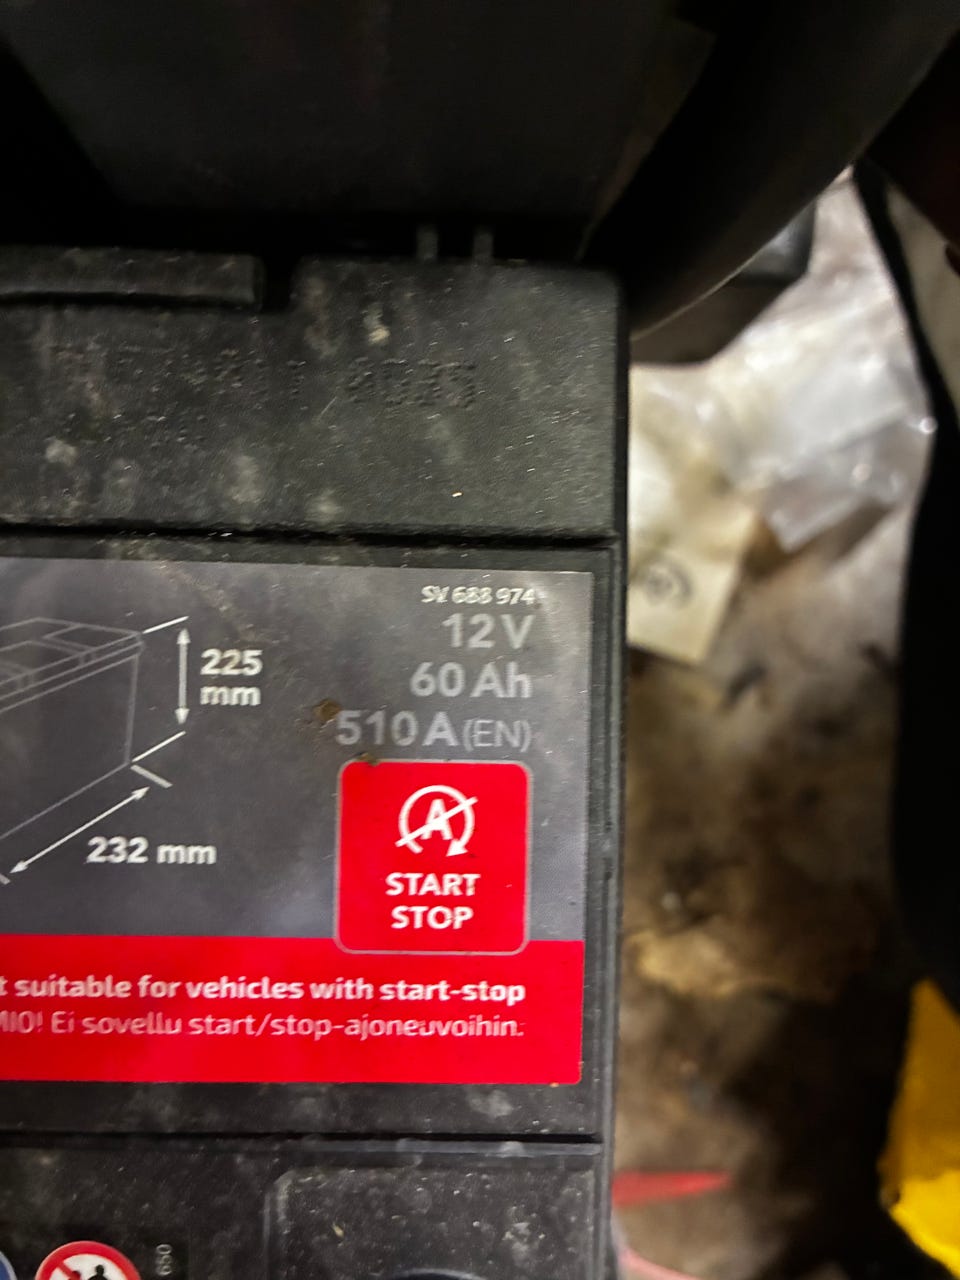 SV 688 974
12 V
60 Ah
510 A (EN)
225
mm
232 mm
START
STOP
t suitable for vehicles with start-stop
MIO! Ei sovellu start/stop-ajoneuvoihin.
650